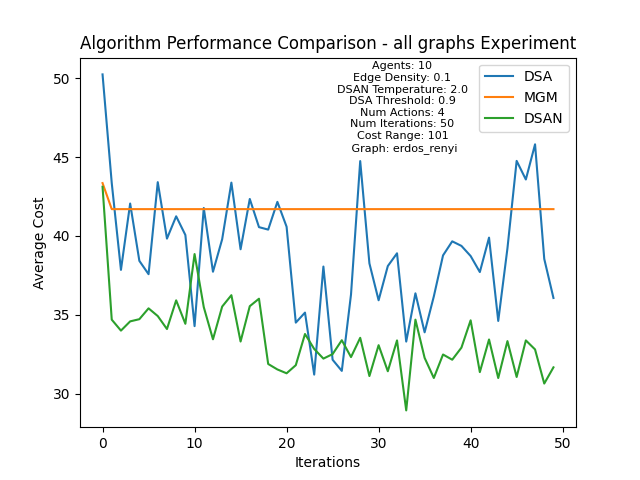 Algorithm Performance Comparison - all graphs Experiment
Agents: 10
Edge Density: 0.1
DSAN Temperature: 2.0
DSA Threshold: 0.9
Num Actions: 4
Num Iterations: 50
Cost Range: 101
Graph: erdos_renyi
DSA
MGM
DSAN
Average Cost
50
45
40
35
30
0 10 20 30 40 50
Iterations